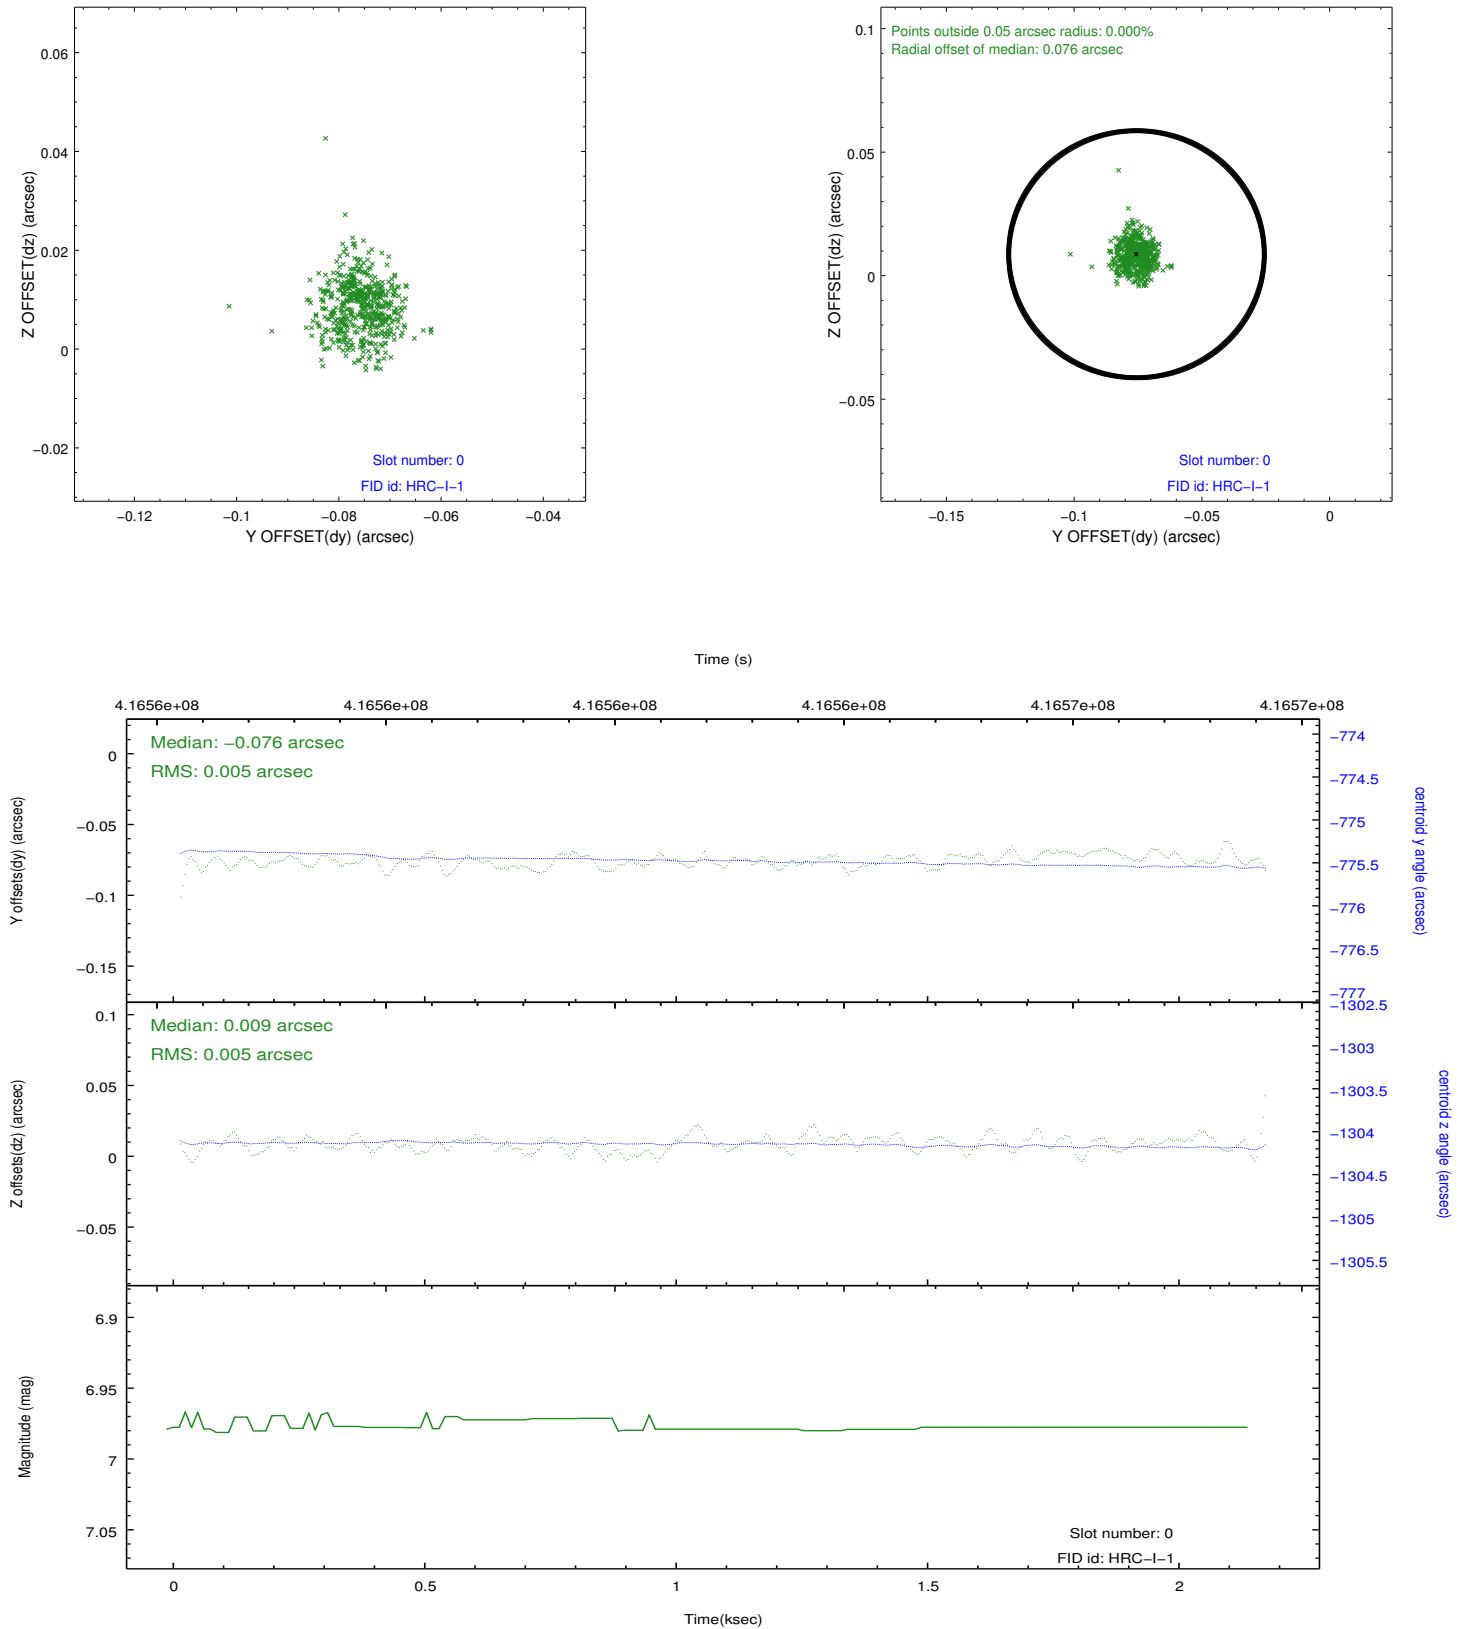 0.06
0.04
0.02
0
−0.02
Z OFFSET(dz) (arcsec)
Slot number: 0
FID id: HRC−I−1
−0.12
−0.1
−0.08
−0.06
−0.04
Y OFFSET(dy) (arcsec)
Points outside 0.05 arcsec radius: 0.000%
Radial offset of median: 0.076 arcsec
0.1
0.05
0
−0.05
Z OFFSET(dz) (arcsec)
Slot number: 0
FID id: HRC−I−1
−0.15
−0.1
−0.05
0
Y OFFSET(dy) (arcsec)
Time (s)
4.1656e+08
4.1656e+08
4.1656e+08
4.1656e+08
4.1657e+08
4.1657e+08
Median: −0.076 arcsec
RMS: 0.005 arcsec
0
−0.05
−0.1
−0.15
Y offsets(dy) (arcsec)
−774
−774.5
−775
−775.5
−776
−776.5
−777
centroid y angle (arcsec)
Median: 0.009 arcsec
RMS: 0.005 arcsec
0.1
0.05
0
−0.05
Z offsets(dz) (arcsec)
−1302.5
−1303
−1303.5
−1304
−1304.5
−1305
−1305.5
centroid z angle (arcsec)
6.9
6.95
7
7.05
Magnitude (mag)
Slot number: 0
FID id: HRC−I−1
0
0.5
1
1.5
2
Time(ksec)